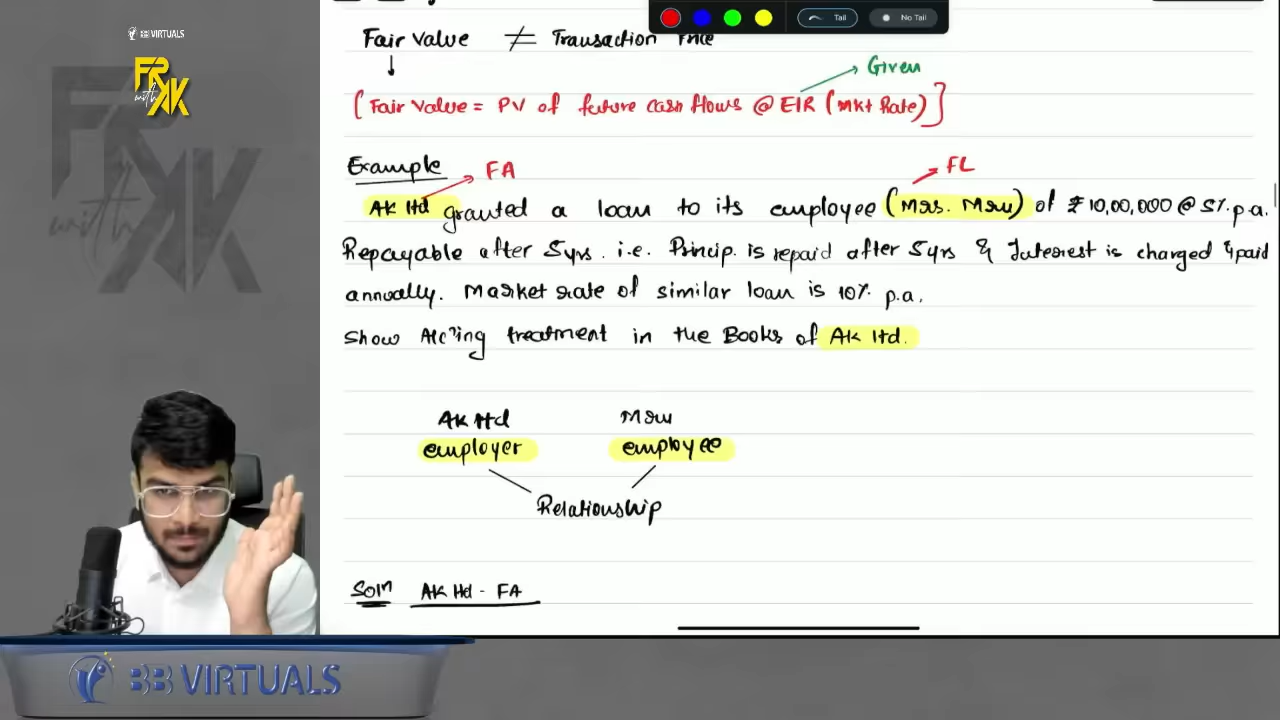 BB VIRTUALS
FR
with
AK
Tail
No Tail
Fair Value ≠ Transaction Price
Given
[Fair Value = PV of future cash flows @ EIR (Mkt Rate)]
Example
FA
FL
AK ltd granted a loan to its employee (Mrs. Mrw) of ₹10,00,000 @ 5% p.a.
Repayable after 5yrs. i.e. Princip. is repaid after 5yrs & Interest is charged & paid
annually. Market rate of similar loan is 10% p.a.
Show A/c'ing treatment in the Books of AK ltd.
AK ltd
employer
employee
Relationship
Soln AK ltd - FA
BB VIRTUALS